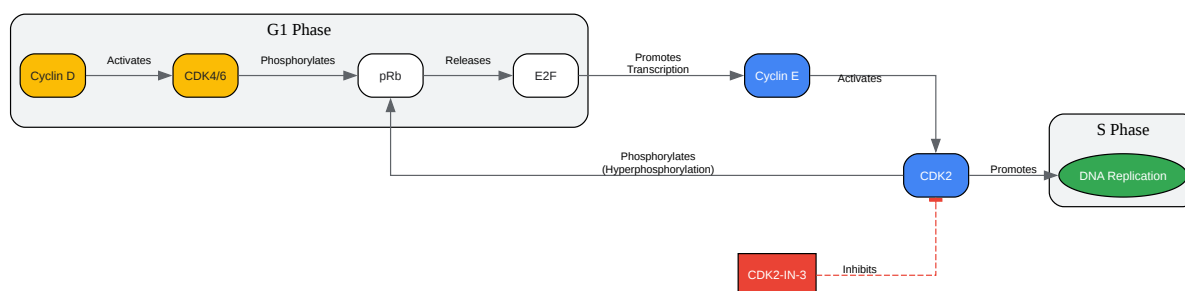 G1 Phase
Cyclin D
Activates
CDK4/6
Phosphorylates
pRb
Releases
E2F
Promotes
Transcription
Cyclin E
Activates
Phosphorylates
(Hyperphosphorylation)
CDK2
Promotes
S Phase
DNA Replication
CDK2-IN-3
Inhibits